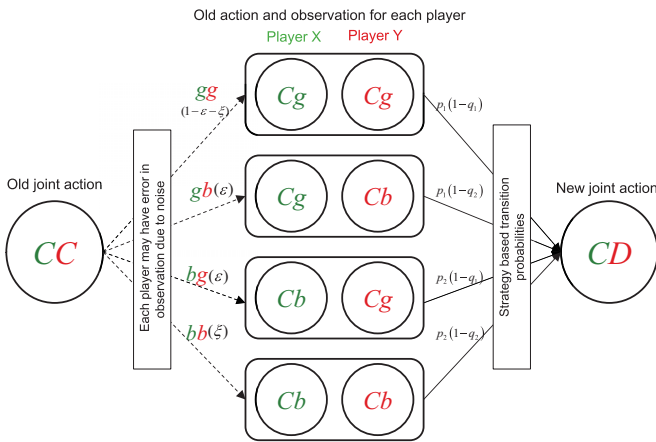 Old action and observation for each player
Player X
Player Y
gg
(1−ε−ξ)
Cg
Cg
p₁(1−q₁)
gb(ε)
Cg
Cb
p₁(1−q₂)
Old joint action
CC
Each player may have error in
observation due to noise
Strategy based transition
probabilities
New joint action
CD
bg(ε)
Cb
Cg
p₂(1−q₁)
bb(ξ)
Cb
Cb
p₂(1−q₂)